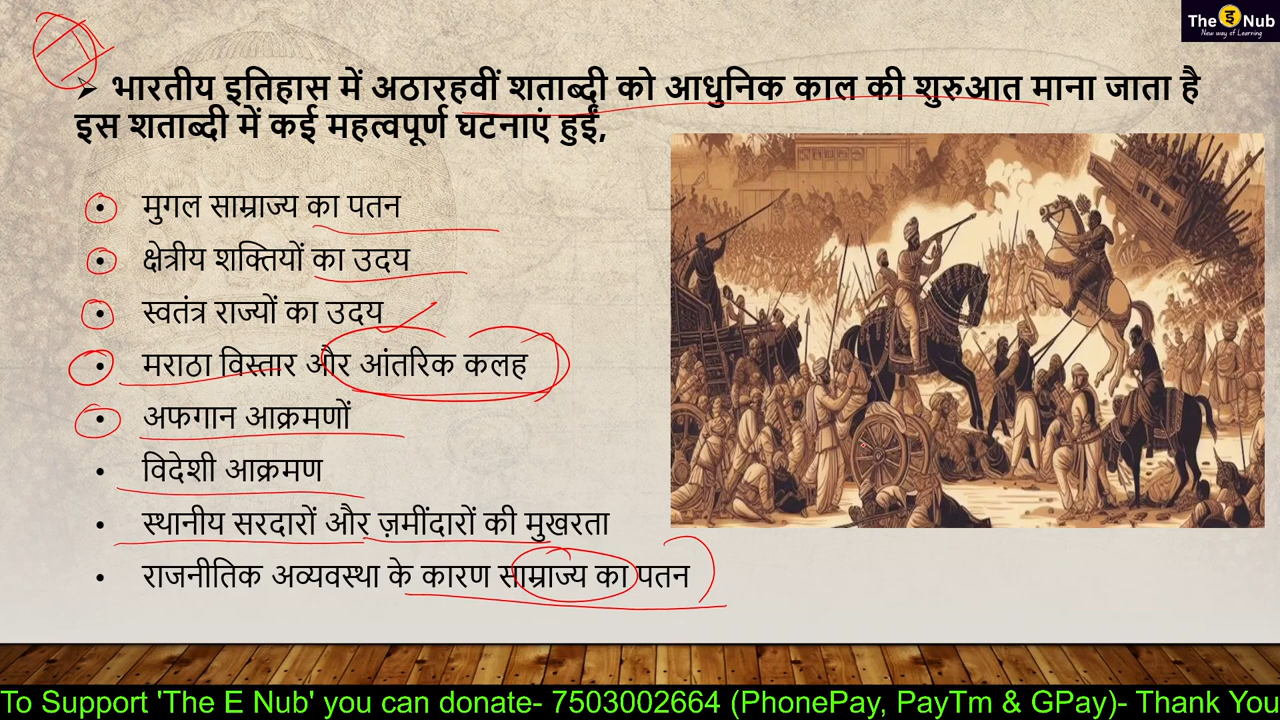 The इ Nub
New way of Learning
➢ भारतीय इतिहास में अठारहवीं शताब्दी को आधुनिक काल की शुरुआत माना जाता है
इस शताब्दी में कई महत्वपूर्ण घटनाएं हुईं,
• मुगल साम्राज्य का पतन
• क्षेत्रीय शक्तियों का उदय
• स्वतंत्र राज्यों का उदय
• मराठा विस्तार और आंतरिक कलह
• अफगान आक्रमणों
• विदेशी आक्रमण
• स्थानीय सरदारों और ज़मींदारों की मुखरता
• राजनीतिक अव्यवस्था के कारण साम्राज्य का पतन
To Support 'The E Nub' you can donate- 7503002664 (PhonePay, PayTm & GPay)- Thank You